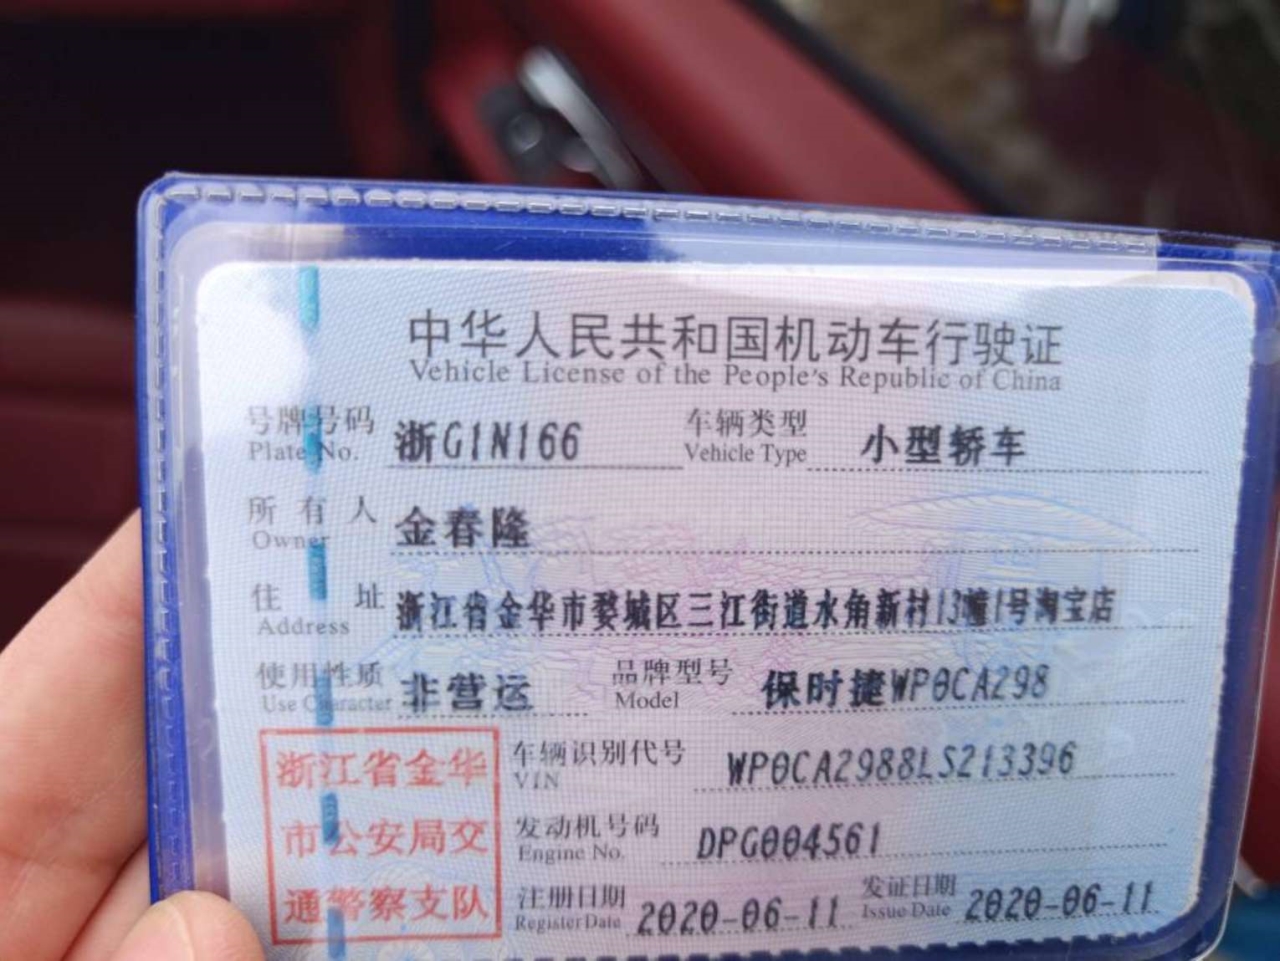 中华人民共和国机动车行驶证
Vehicle License of the People's Republic of China
号牌号码 浙G1N166 车辆类型 小型轿车
Plate No. Vehicle Type
所有人 金春隆
Owner
住址 浙江省金华市婺城区三江街道水角新村13幢1号淘宝店
Address
使用性质 非营运 品牌型号 保时捷WP0CA298
Use Character Model
车辆识别代号 WP0CA2988LS213396
VIN
发动机号码 DPG004561
Engine No.
注册日期 2020-06-11 发证日期 2020-06-11
Register Date Issue Date
浙江省金华
市公安局交
通警察支队